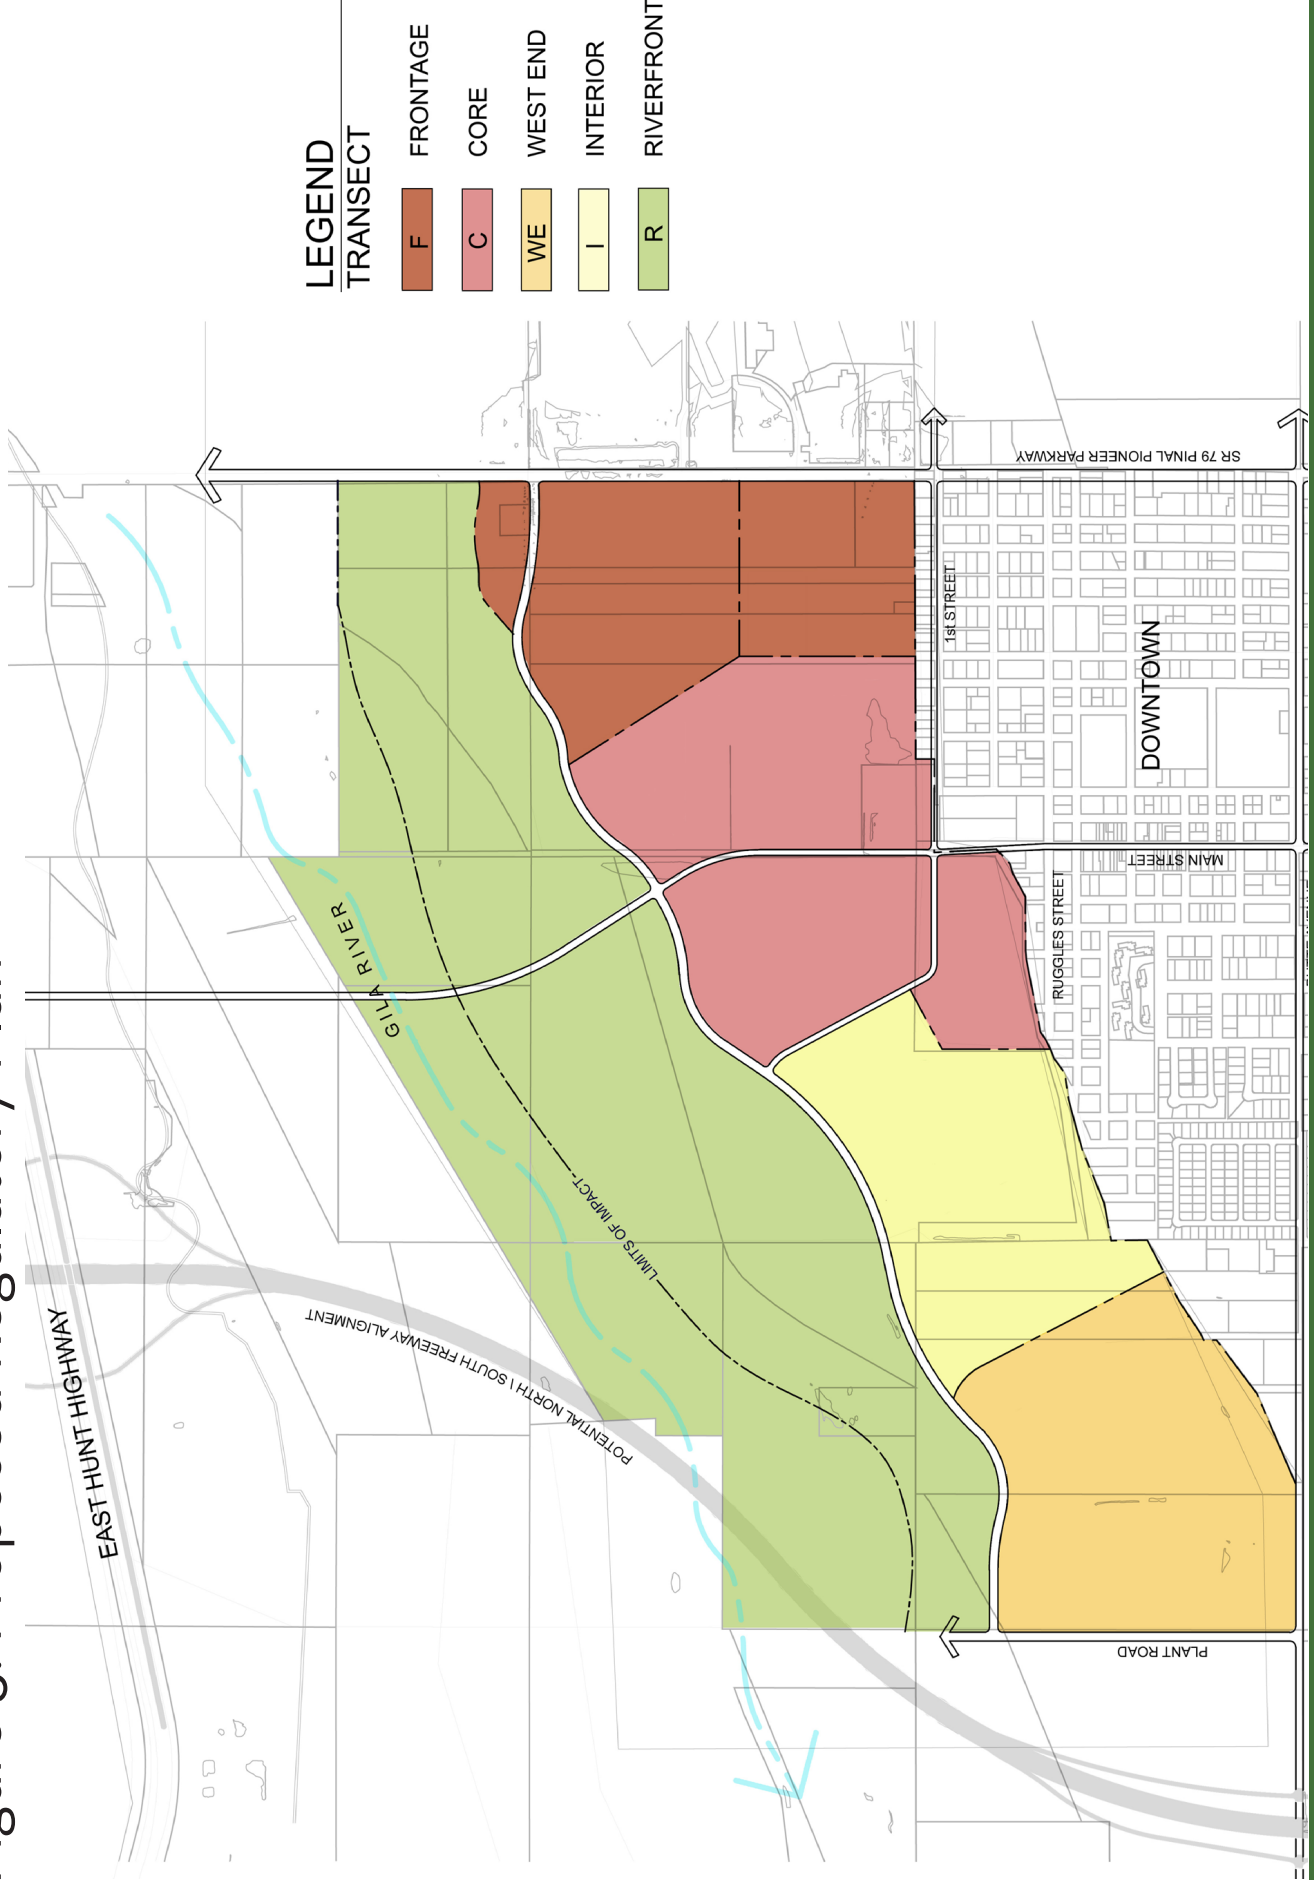 LEGEND
TRANSECT
F FRONTAGE
C CORE
WE WEST END
I INTERIOR
R RIVERFRONT
EAST HUNT HIGHWAY
POTENTIAL NORTH \ SOUTH FREEWAY ALIGNMENT
GILA RIVER
LIMITS OF IMPACT
PLANT ROAD
RUGGLES STREET
MAIN STREET
1st STREET
DOWNTOWN
SR 79 PINAL PIONEER PARKWAY